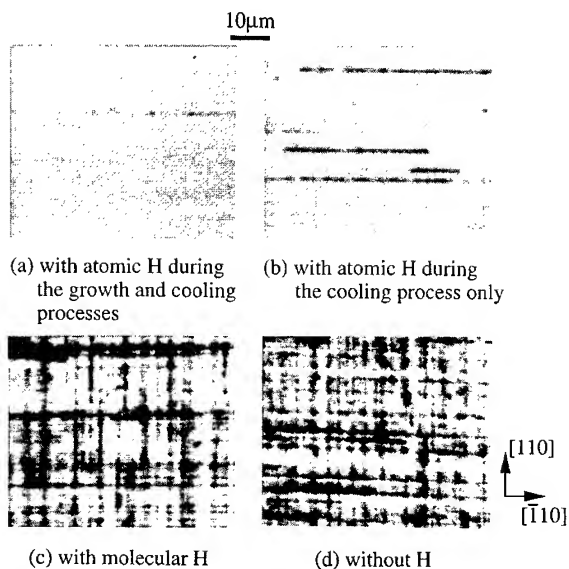 10μm
(a) with atomic H during
the growth and cooling
processes
(b) with atomic H during
the cooling process only
[110]
[1̄10]
(c) with molecular H
(d) without H